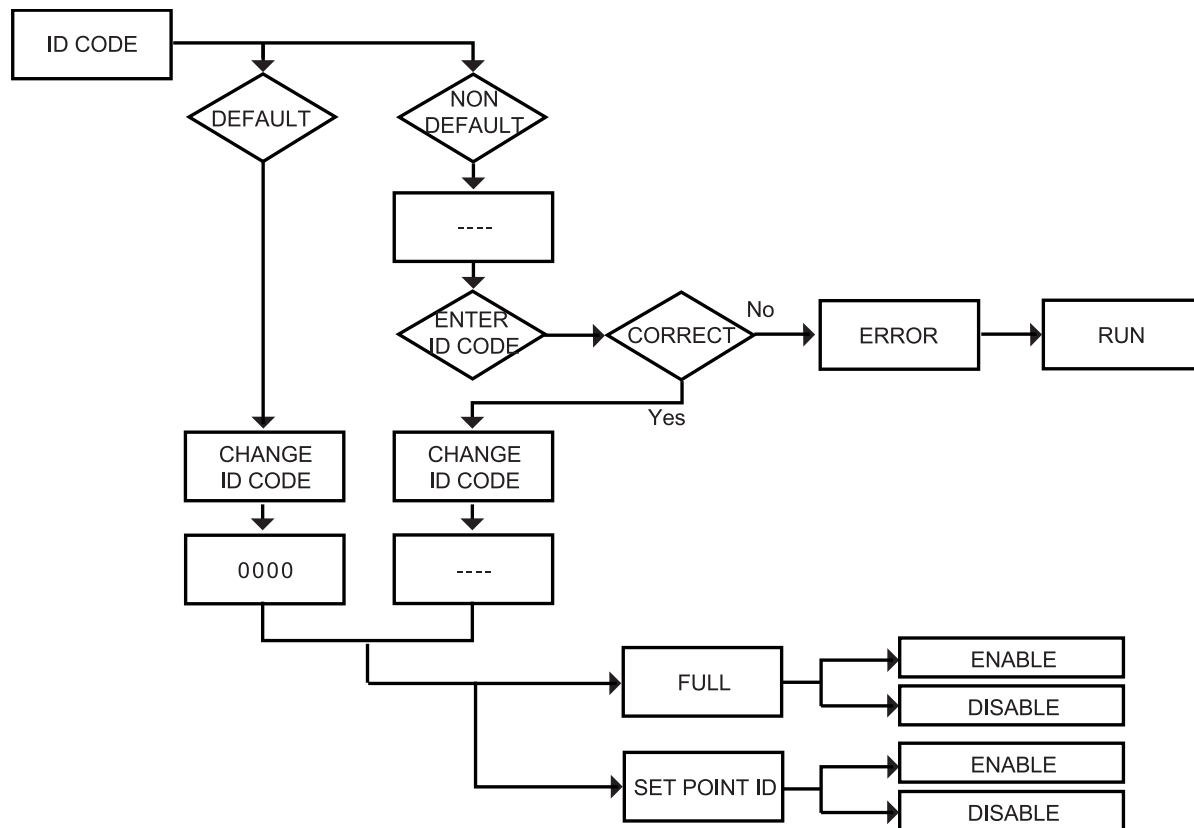 ID CODE
DEFAULT
NON
DEFAULT
----
ENTER
ID CODE
CORRECT
No
ERROR
RUN
Yes
CHANGE
ID CODE
CHANGE
ID CODE
0000
----
FULL
ENABLE
DISABLE
SET POINT ID
ENABLE
DISABLE